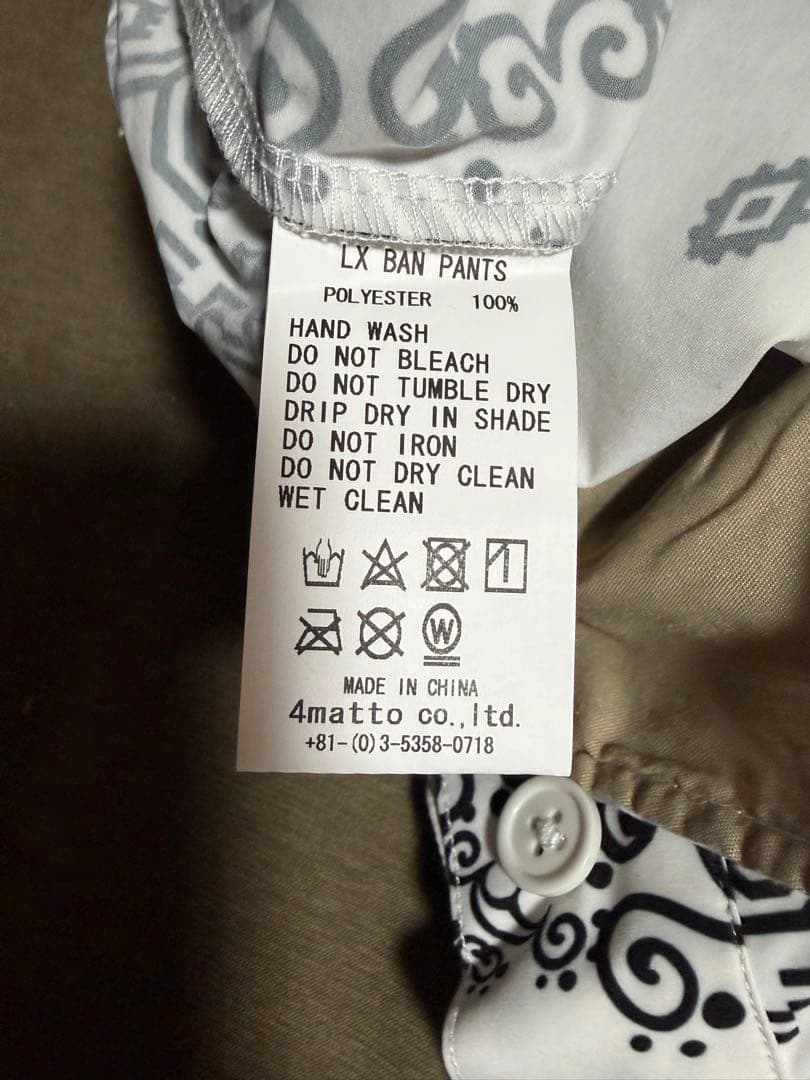 LX BAN PANTS
POLYESTER 100%
HAND WASH
DO NOT BLEACH
DO NOT TUMBLE DRY
DRIP DRY IN SHADE
DO NOT IRON
DO NOT DRY CLEAN
WET CLEAN
W
MADE IN CHINA
4matto co.,ltd.
+81-(0)3-5358-0718